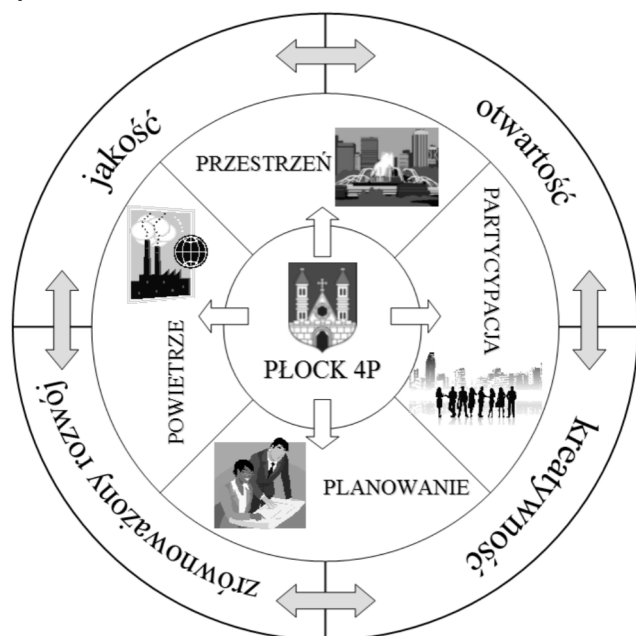 jakość
otwartość
PRZESTRZEŃ
PARTYCYPACJA
POWIETRZE
PŁOCK 4P
PLANOWANIE
zrównoważony rozwój
kreatywność